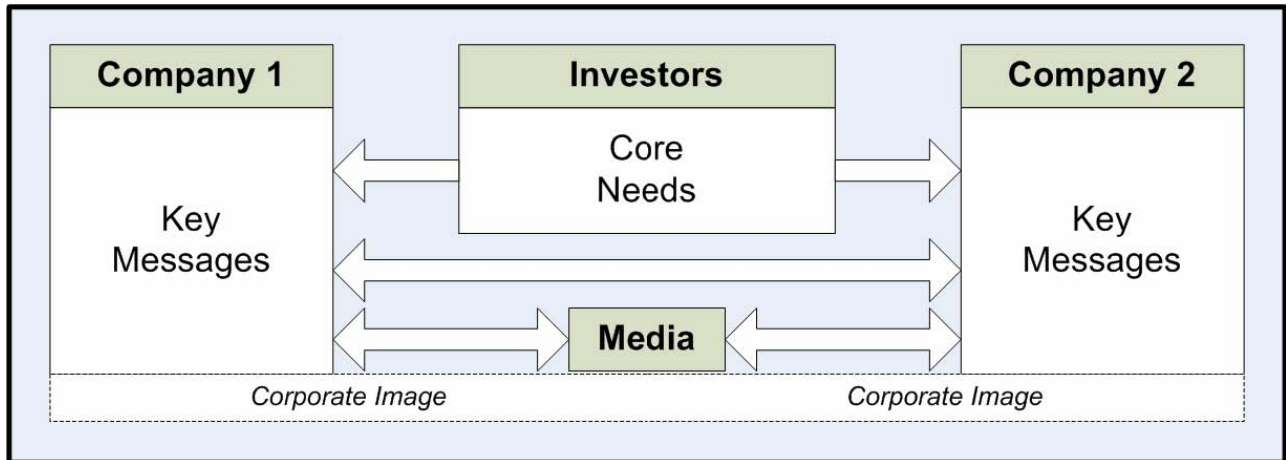 Company 1
Investors
Company 2
Key
Messages
Core
Needs
Key
Messages
Media
Corporate Image
Corporate Image